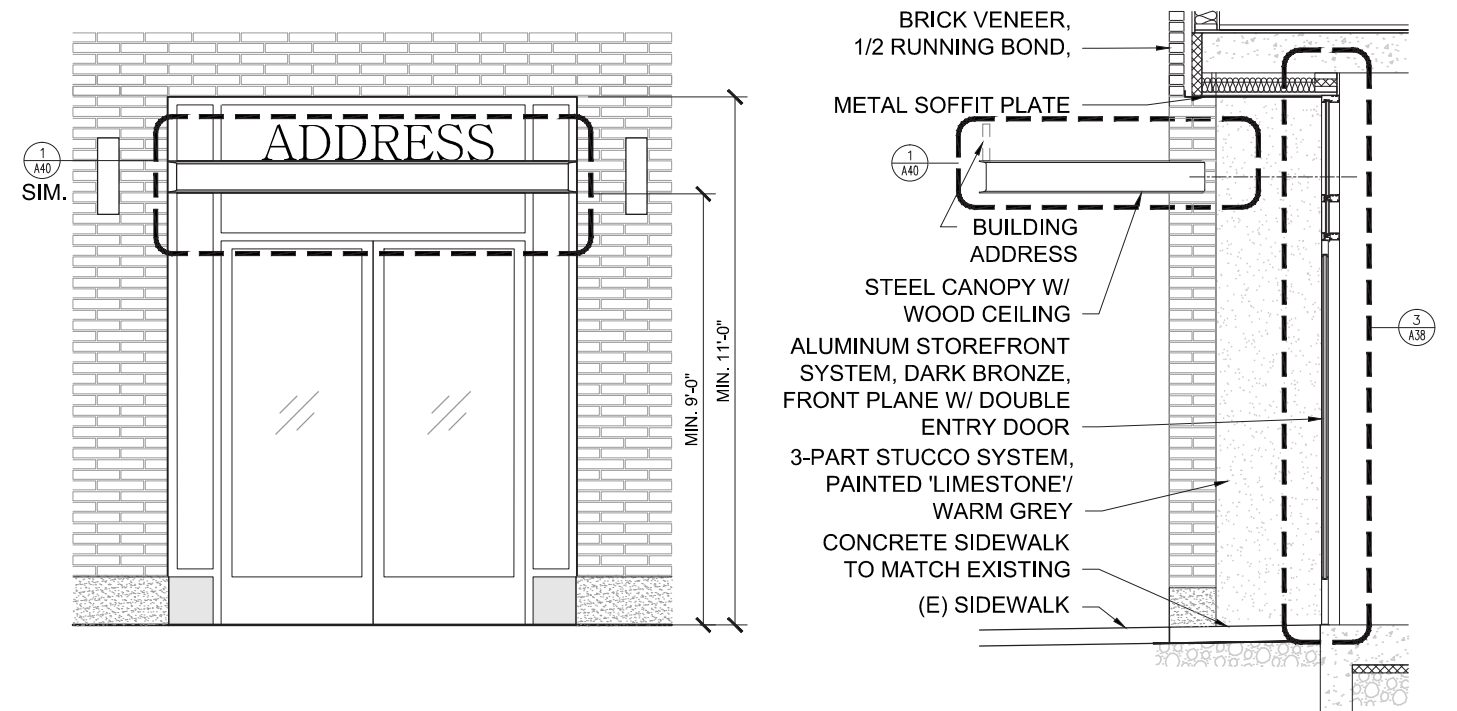 ADDRESS
1
A40
SIM.
MIN. 9'-0"
MIN. 11'-0"
BRICK VENEER,
1/2 RUNNING BOND,
METAL SOFFIT PLATE
1
A40
BUILDING
ADDRESS
STEEL CANOPY W/
WOOD CEILING
ALUMINUM STOREFRONT
SYSTEM, DARK BRONZE,
FRONT PLANE W/ DOUBLE
ENTRY DOOR
3-PART STUCCO SYSTEM,
PAINTED 'LIMESTONE'/
WARM GREY
CONCRETE SIDEWALK
TO MATCH EXISTING
(E) SIDEWALK
3
A38